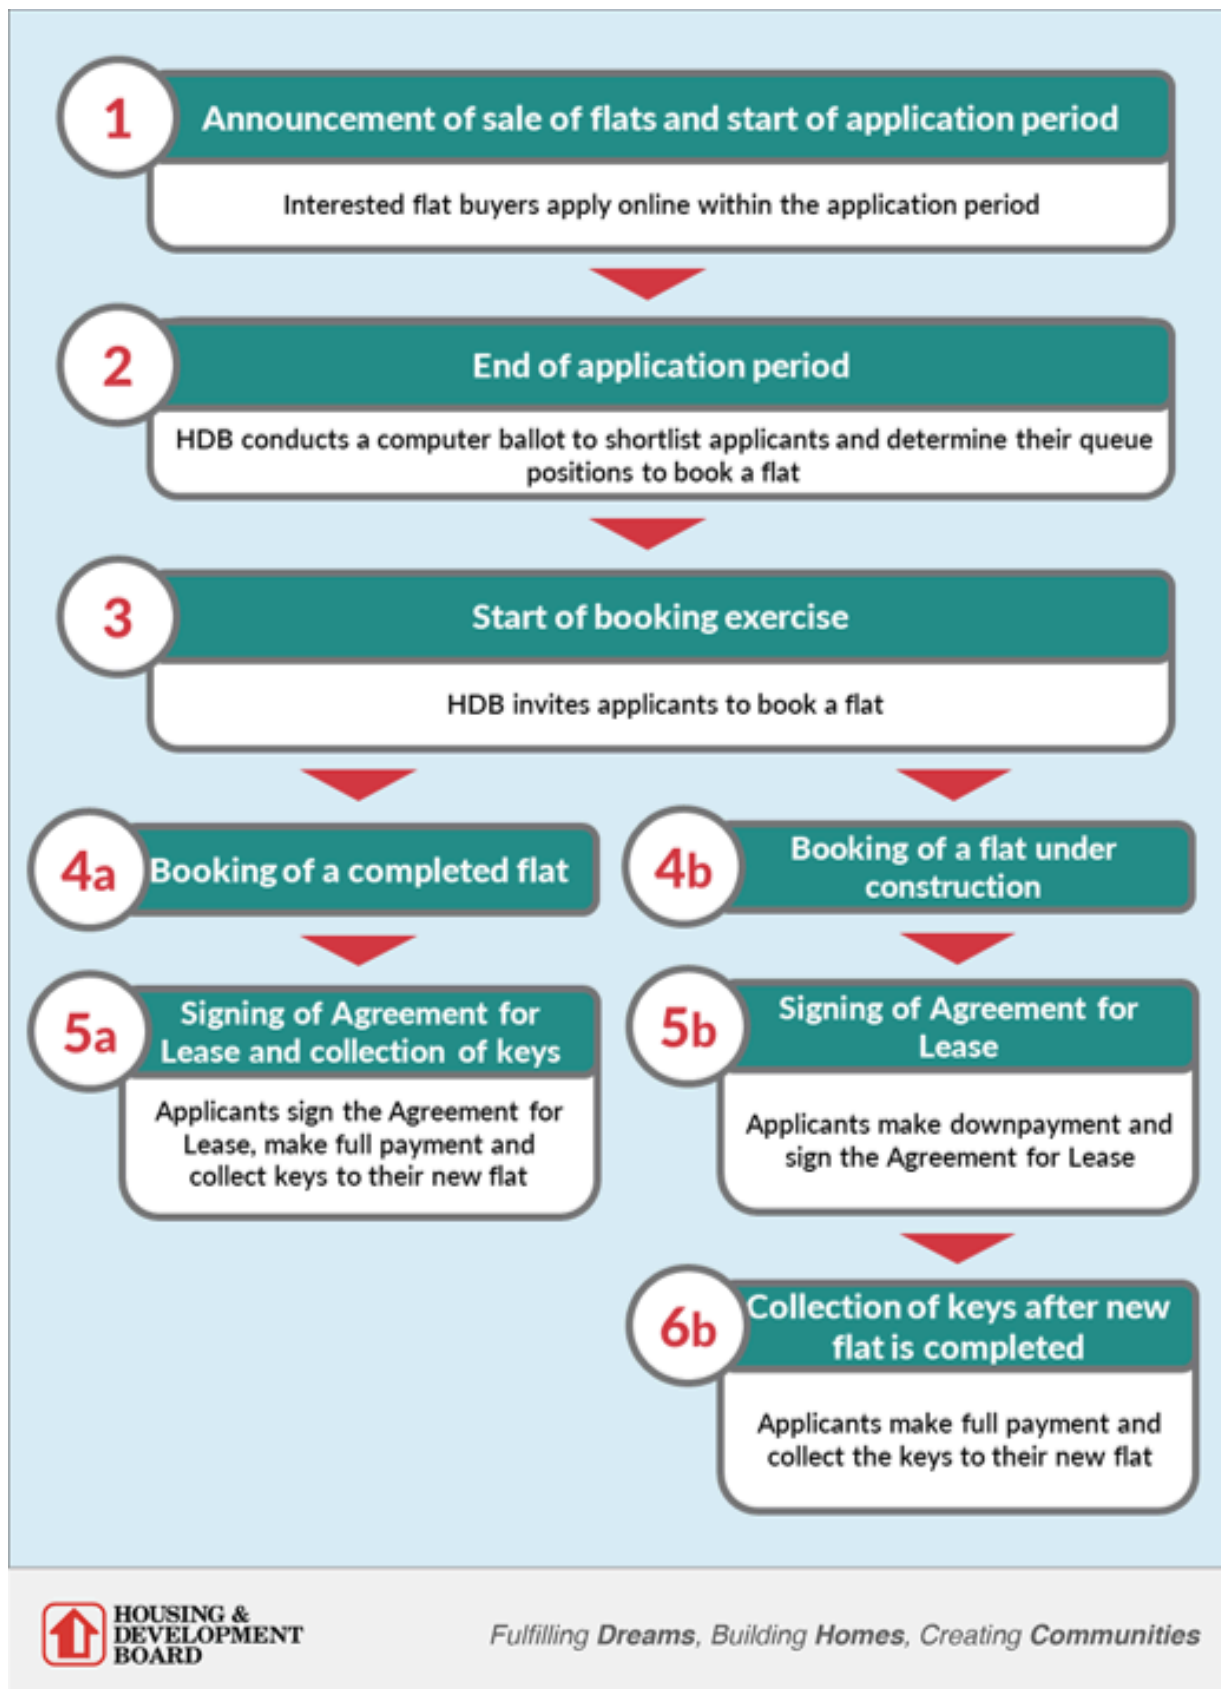 1
Announcement of sale of flats and start of application period
Interested flat buyers apply online within the application period
2
End of application period
HDB conducts a computer ballot to shortlist applicants and determine their queue
positions to book a flat
3
Start of booking exercise
HDB invites applicants to book a flat
4a
Booking of a completed flat
5a
Signing of Agreement for
Lease and collection of keys
Applicants sign the Agreement for
Lease, make full payment and
collect keys to their new flat
4b
Booking of a flat under
construction
5b
Signing of Agreement for
Lease
Applicants make downpayment and
sign the Agreement for Lease
6b
Collection of keys after new
flat is completed
Applicants make full payment and
collect the keys to their new flat
HOUSING &
DEVELOPMENT
BOARD
Fulfilling Dreams, Building Homes, Creating Communities